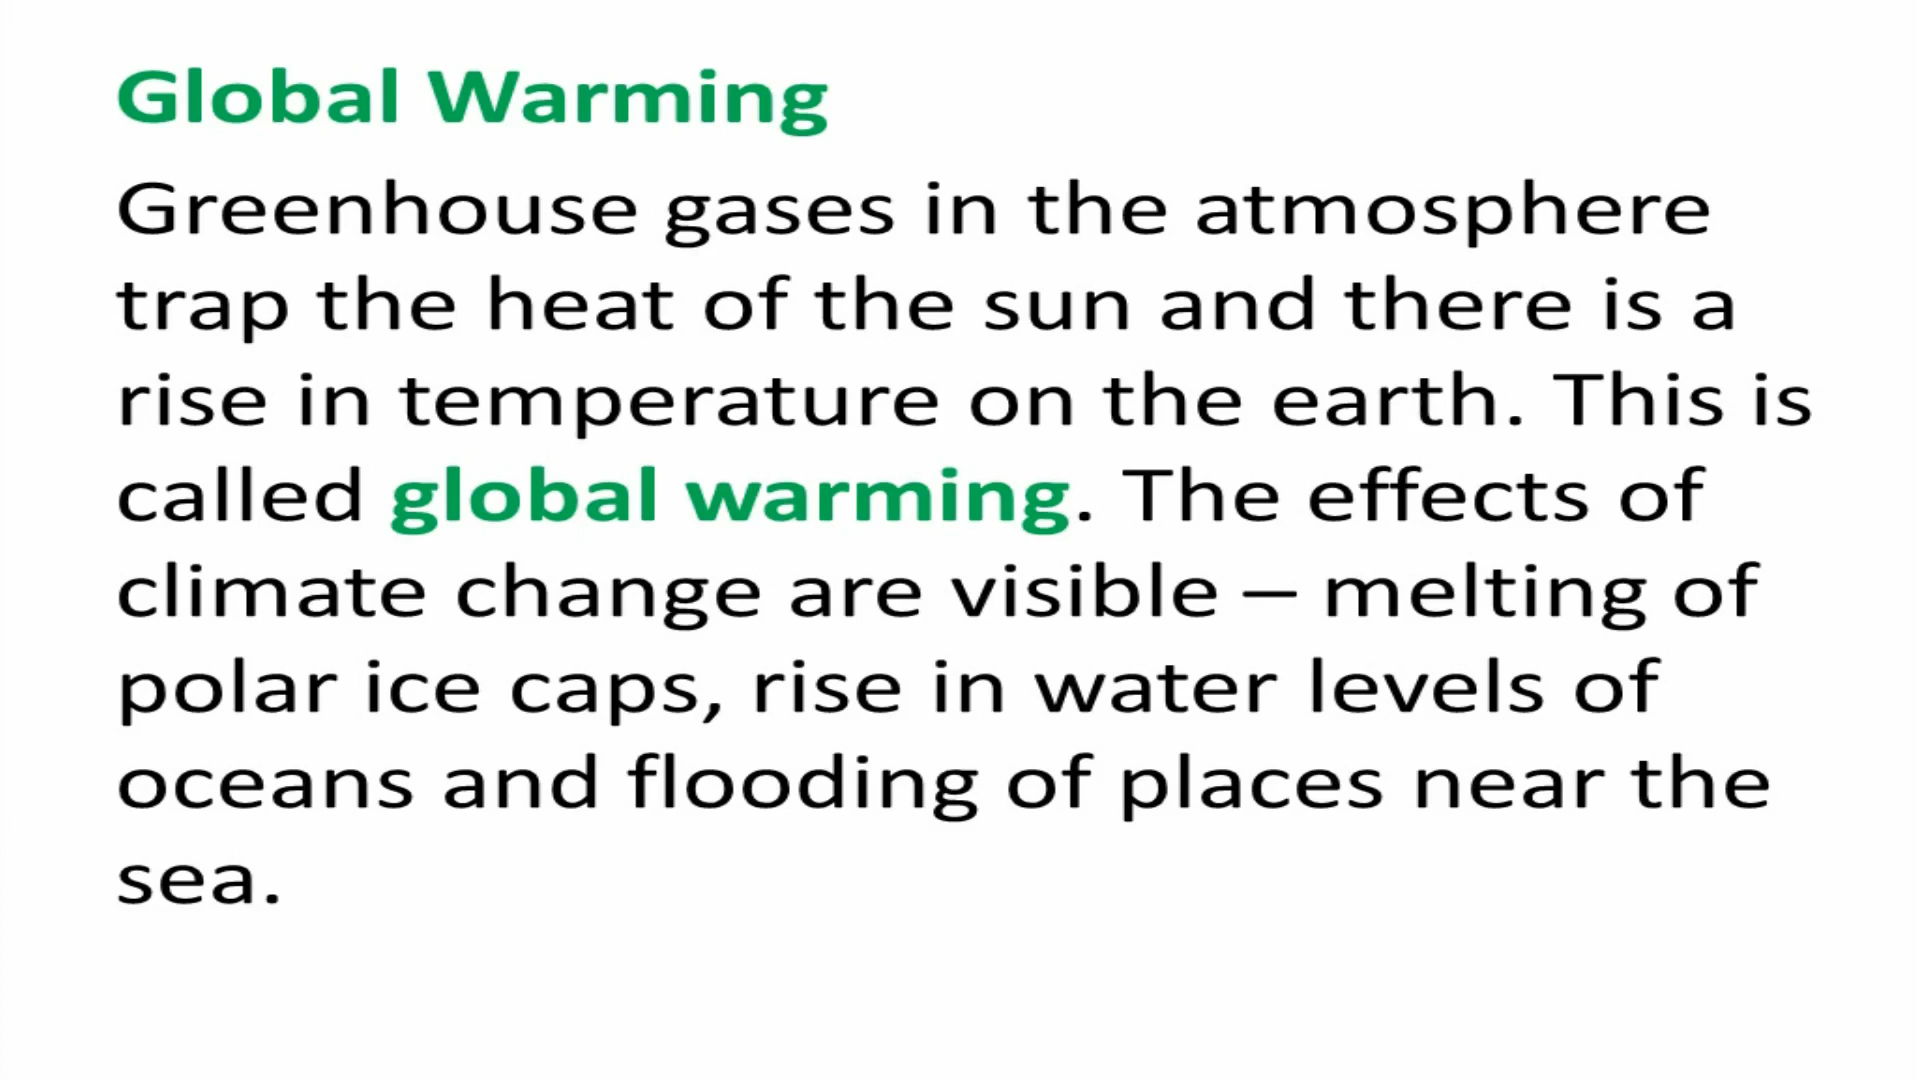 Global Warming
Greenhouse gases in the atmosphere
trap the heat of the sun and there is a
rise in temperature on the earth. This is
called global warming. The effects of
climate change are visible – melting of
polar ice caps, rise in water levels of
oceans and flooding of places near the
sea.